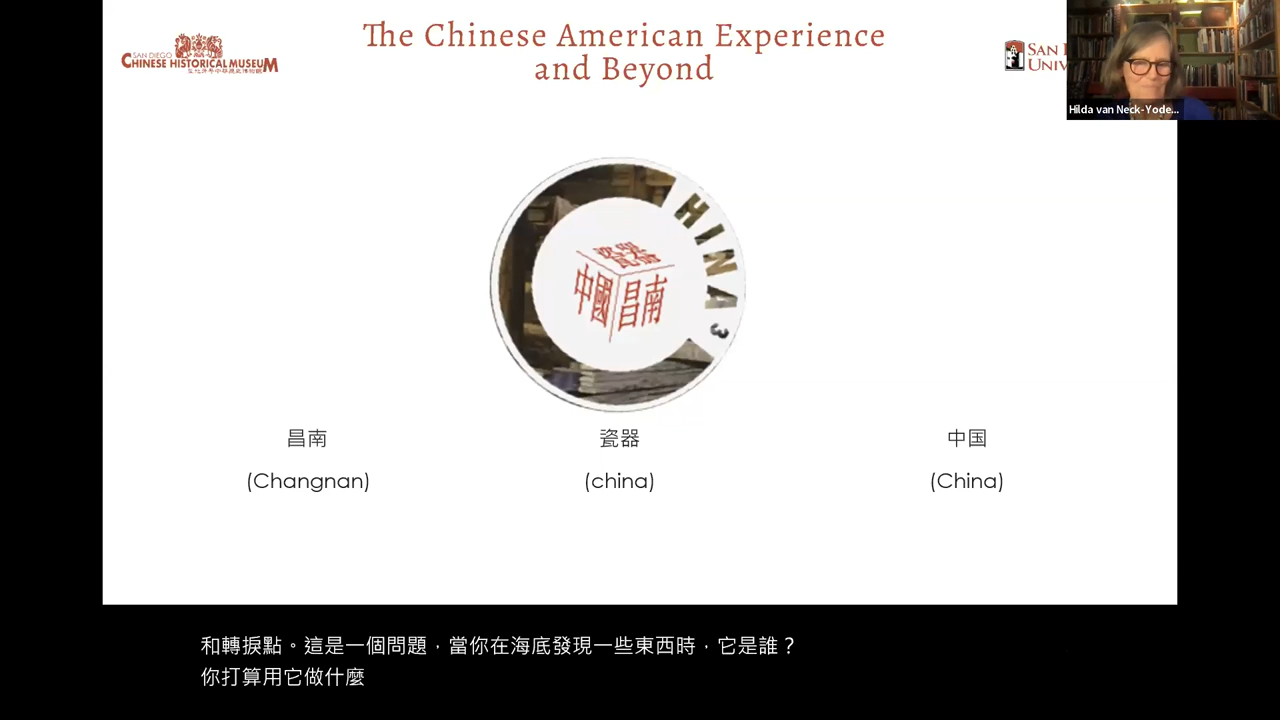 The Chinese American Experience
and Beyond
SAN DIEGO
CHINESE HISTORICAL MUSEUM
SAN
UNIV
Hilda van Neck-Yode...
HINA3
瓷器
中國 昌南
昌南
瓷器
中国
(Changnan)
(china)
(China)
和轉捩點。這是一個問題，當你在海底發現一些東西時，它是誰？
你打算用它做什麼